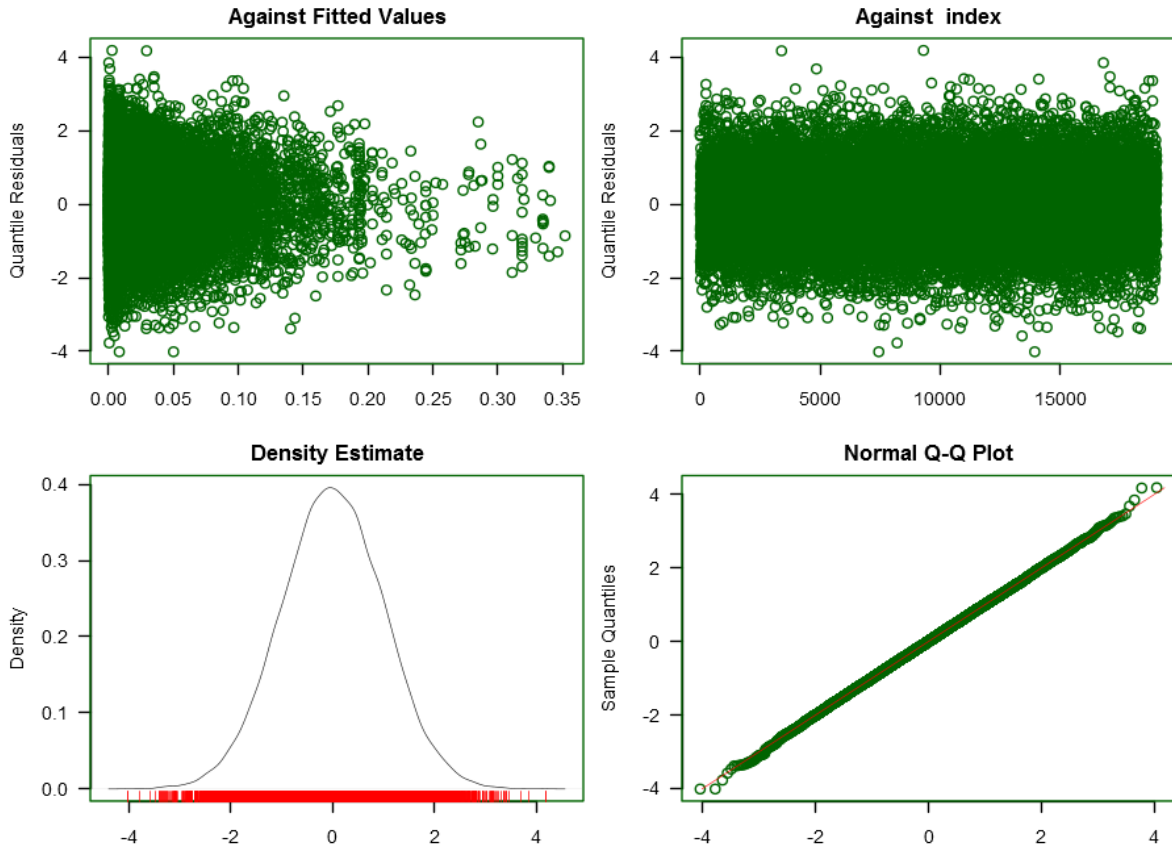 Against Fitted Values
Quantile Residuals
4
2
0
-2
-4
0.00 0.05 0.10 0.15 0.20 0.25 0.30 0.35
Against index
Quantile Residuals
4
2
0
-2
-4
0 5000 10000 15000
Density Estimate
Density
0.4
0.3
0.2
0.1
0.0
-4 -2 0 2 4
Normal Q-Q Plot
Sample Quantiles
4
2
0
-2
-4
-4 -2 0 2 4